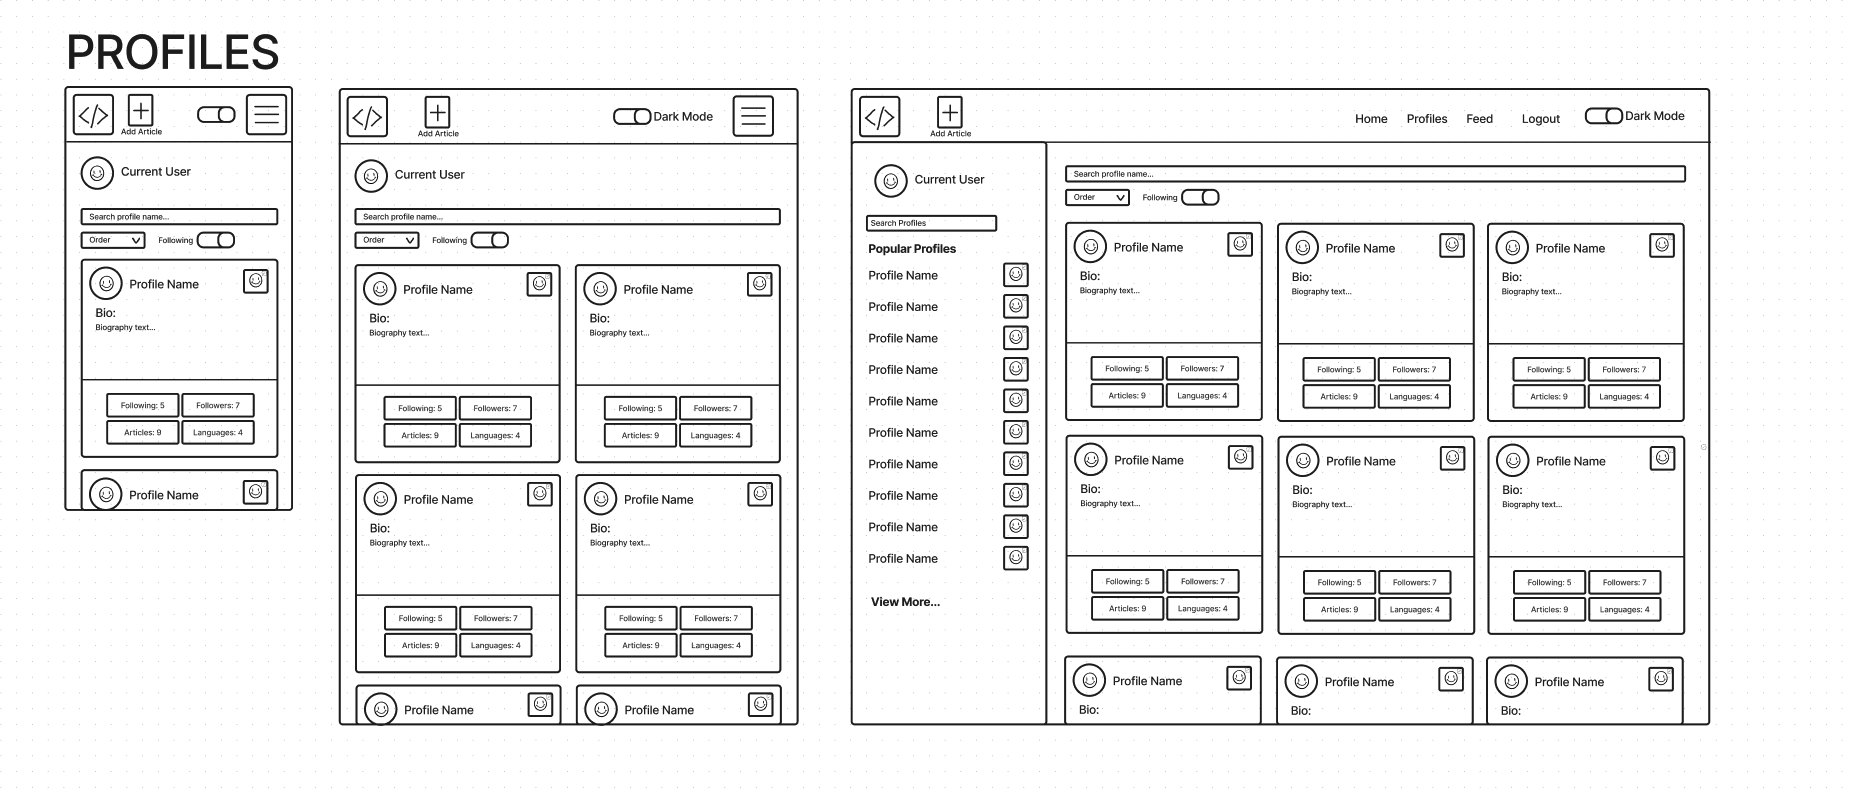 PROFILES
</>
Add Article
Current User
Search profile name...
Order
Following
Profile Name
Bio:
Biography text...
Following: 5
Followers: 7
Articles: 9
Languages: 4
Profile Name
</>
Add Article
Dark Mode
Current User
Search profile name...
Order
Following
Profile Name
Profile Name
Bio:
Bio:
Biography text...
Biography text...
Following: 5
Followers: 7
Following: 5
Followers: 7
Articles: 9
Languages: 4
Articles: 9
Languages: 4
Profile Name
Profile Name
Bio:
Bio:
Biography text...
Biography text...
Following: 5
Followers: 7
Following: 5
Followers: 7
Articles: 9
Languages: 4
Articles: 9
Languages: 4
Profile Name
Profile Name
</>
Add Article
Home
Profiles
Feed
Logout
Dark Mode
Current User
Search Profiles
Popular Profiles
Profile Name
Profile Name
Profile Name
Profile Name
Profile Name
Profile Name
Profile Name
Profile Name
Profile Name
Profile Name
View More...
Search profile name...
Order
Following
Profile Name
Profile Name
Profile Name
Bio:
Bio:
Bio:
Biography text...
Biography text...
Biography text...
Following: 5
Followers: 7
Following: 5
Followers: 7
Following: 5
Followers: 7
Articles: 9
Languages: 4
Articles: 9
Languages: 4
Articles: 9
Languages: 4
Profile Name
Profile Name
Profile Name
Bio:
Bio:
Bio:
Biography text...
Biography text...
Biography text...
Following: 5
Followers: 7
Following: 5
Followers: 7
Following: 5
Followers: 7
Articles: 9
Languages: 4
Articles: 9
Languages: 4
Articles: 9
Languages: 4
Profile Name
Profile Name
Profile Name
Bio:
Bio:
Bio: